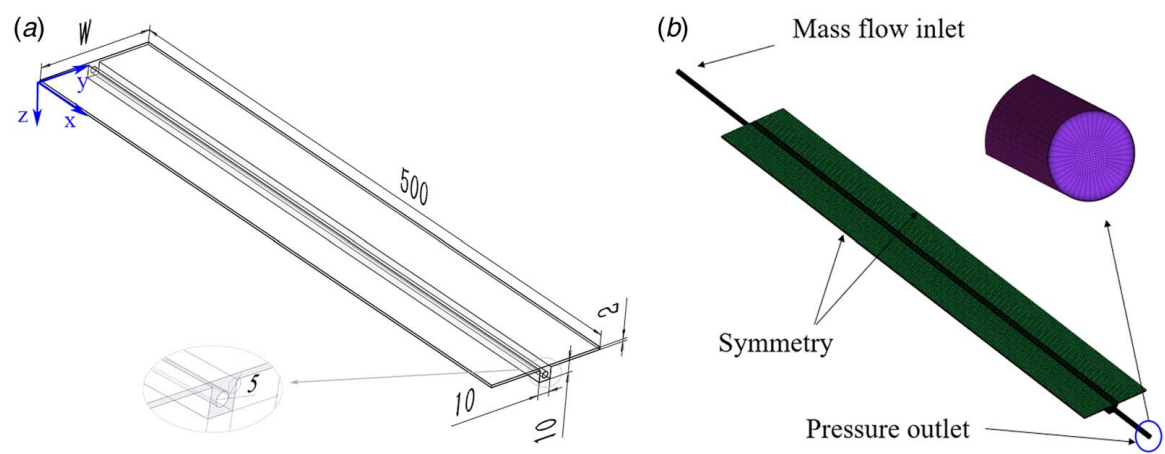 (a)
W
y
z
x
500
2
5
10
10
(b)
Mass flow inlet
Symmetry
Pressure outlet